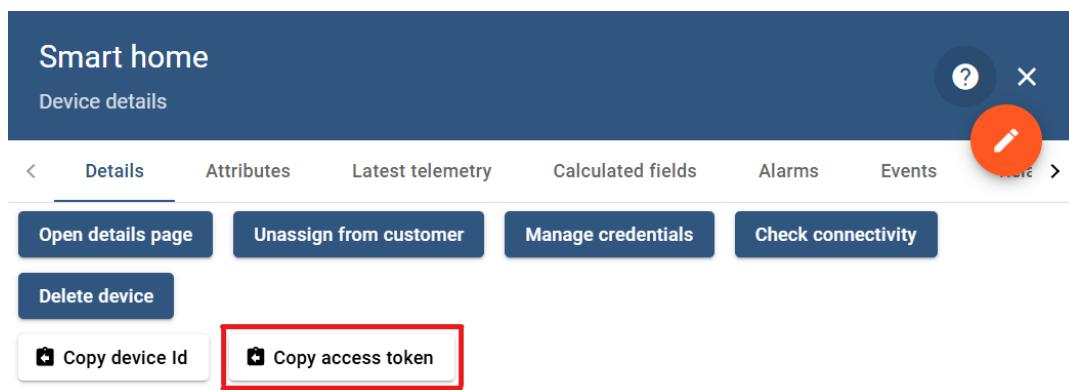 Smart home
Device details
Details Attributes Latest telemetry Calculated fields Alarms Events
Open details page Unassign from customer Manage credentials Check connectivity
Delete device
Copy device Id Copy access token